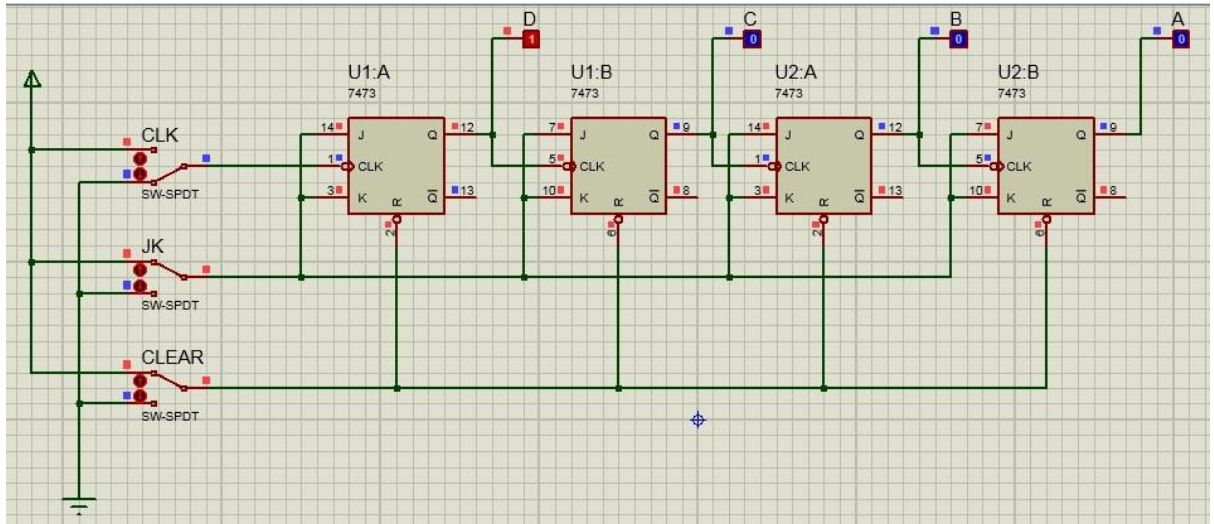 D
C
B
A
1
0
0
0
U1:A
7473
U1:B
7473
U2:A
7473
U2:B
7473
CLK
SW-SPDT
JK
SW-SPDT
CLEAR
SW-SPDT
14 J Q 12
1 CLK
3 K Q 13
R
2
7 J Q 9
5 CLK
10 K Q 8
R
6
14 J Q 12
1 CLK
3 K Q 13
R
2
7 J Q 9
5 CLK
10 K Q 8
R
6